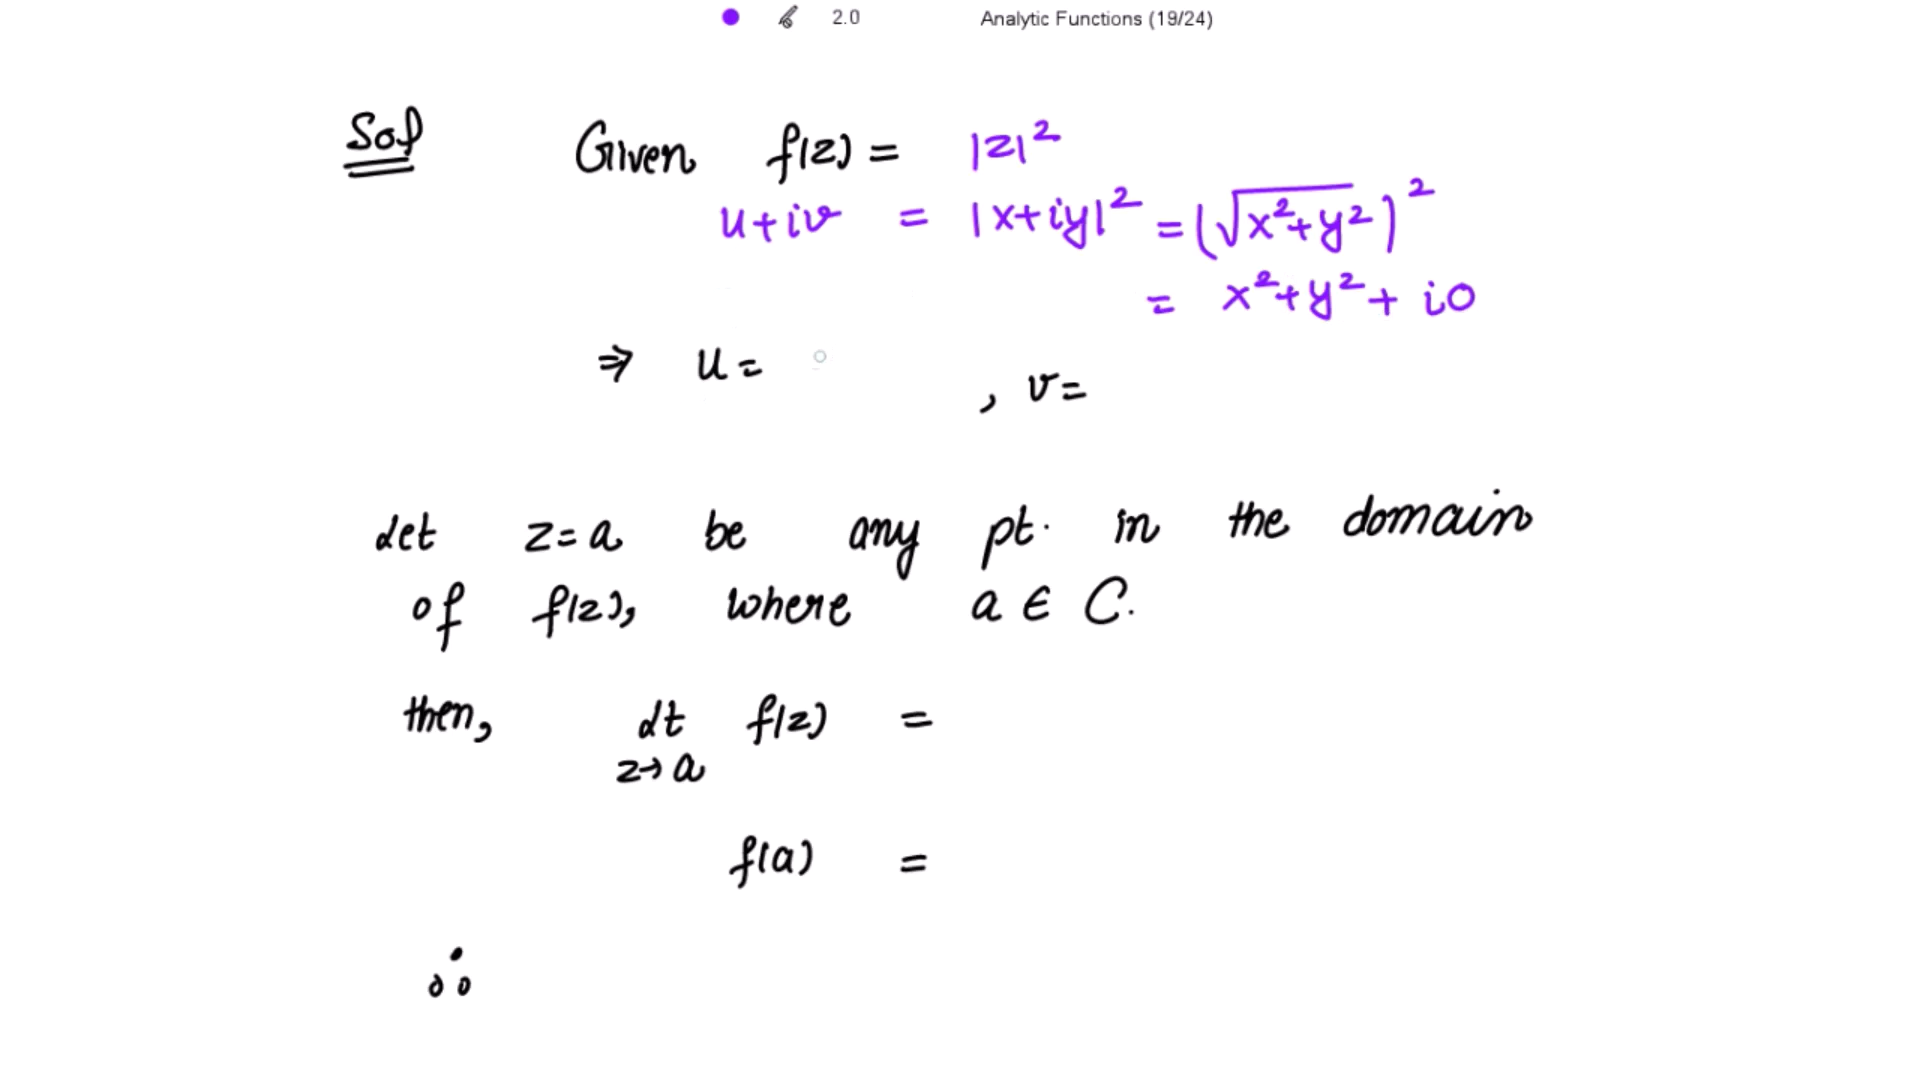 2.0 Analytic Functions (19/24)
Sol Given f(z) = |z|²
u+iv = |x+iy|² = (√x²+y²)²
= x²+y²+ i0
⇒ u= , v=
Let z=a be any pt. in the domain
of f(z), where a ∈ C.
then, Lt f(z) =
z→a
f(a) =
∴